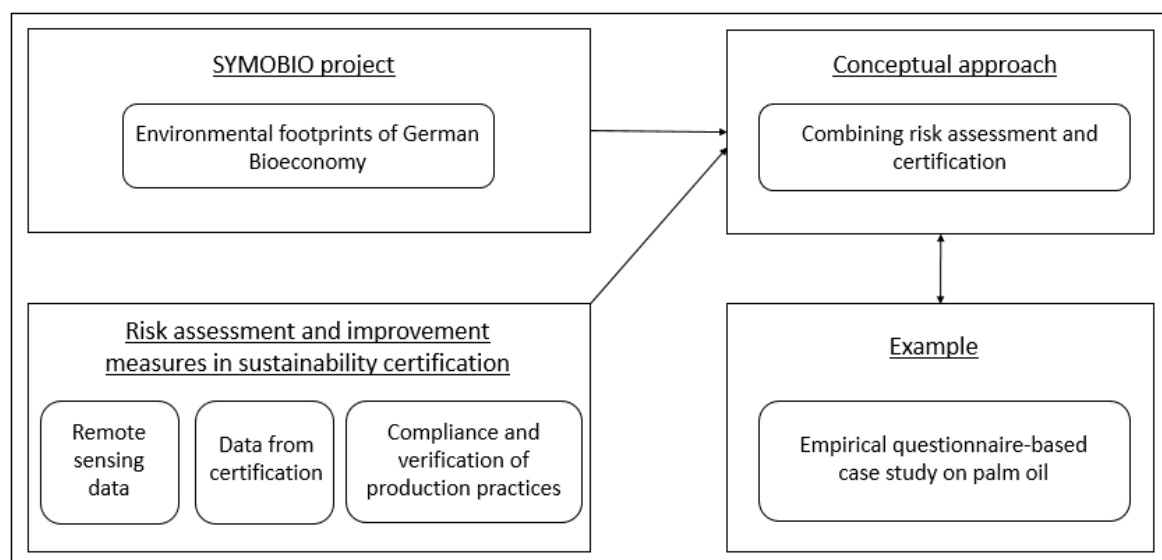 SYMOBIO project
Environmental footprints of German
Bioeconomy
Conceptual approach
Combining risk assessment and
certification
Risk assessment and improvement
measures in sustainability certification
Remote
sensing
data
Data from
certification
Compliance and
verification of
production practices
Example
Empirical questionnaire-based
case study on palm oil